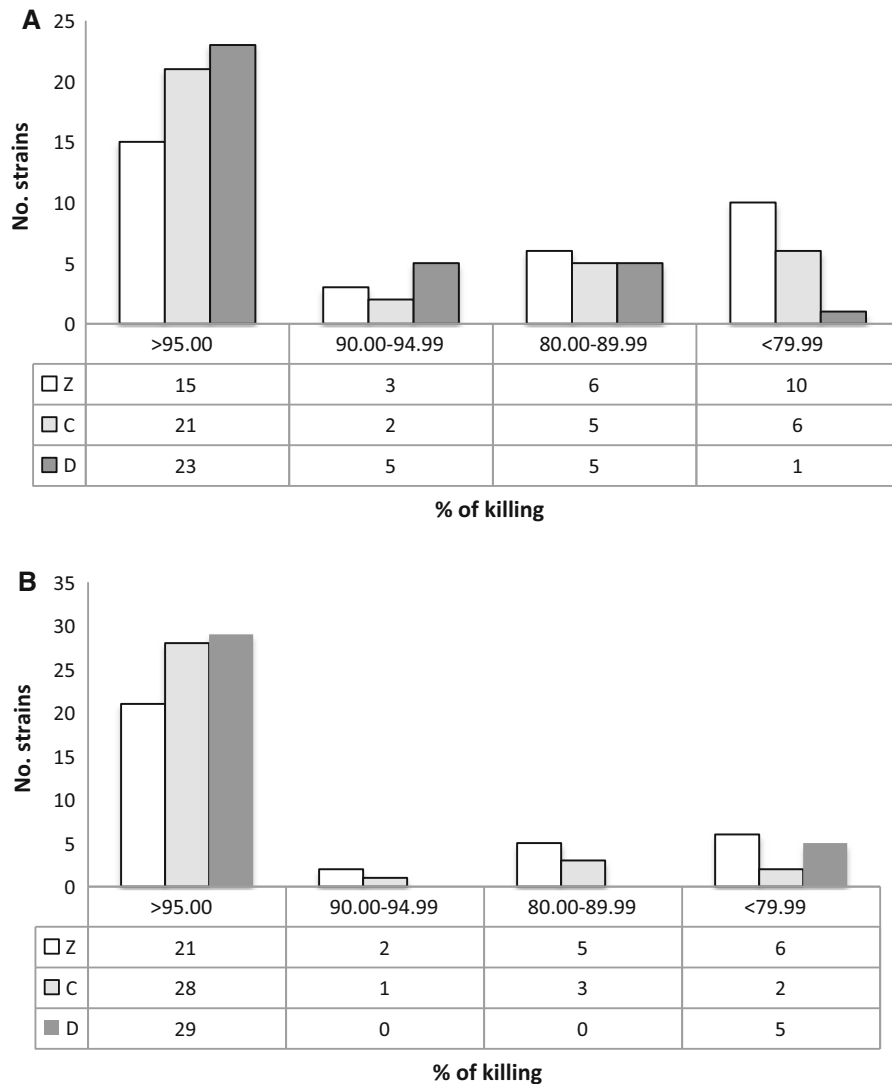 A
No. strains
25
20
15
10
5
0
>95.00 90.00-94.99 80.00-89.99 <79.99
Z 15 3 6 10
C 21 2 5 6
D 23 5 5 1
% of killing
B
No. strains
35
30
25
20
15
10
5
0
>95.00 90.00-94.99 80.00-89.99 <79.99
Z 21 2 5 6
C 28 1 3 2
D 29 0 0 5
% of killing